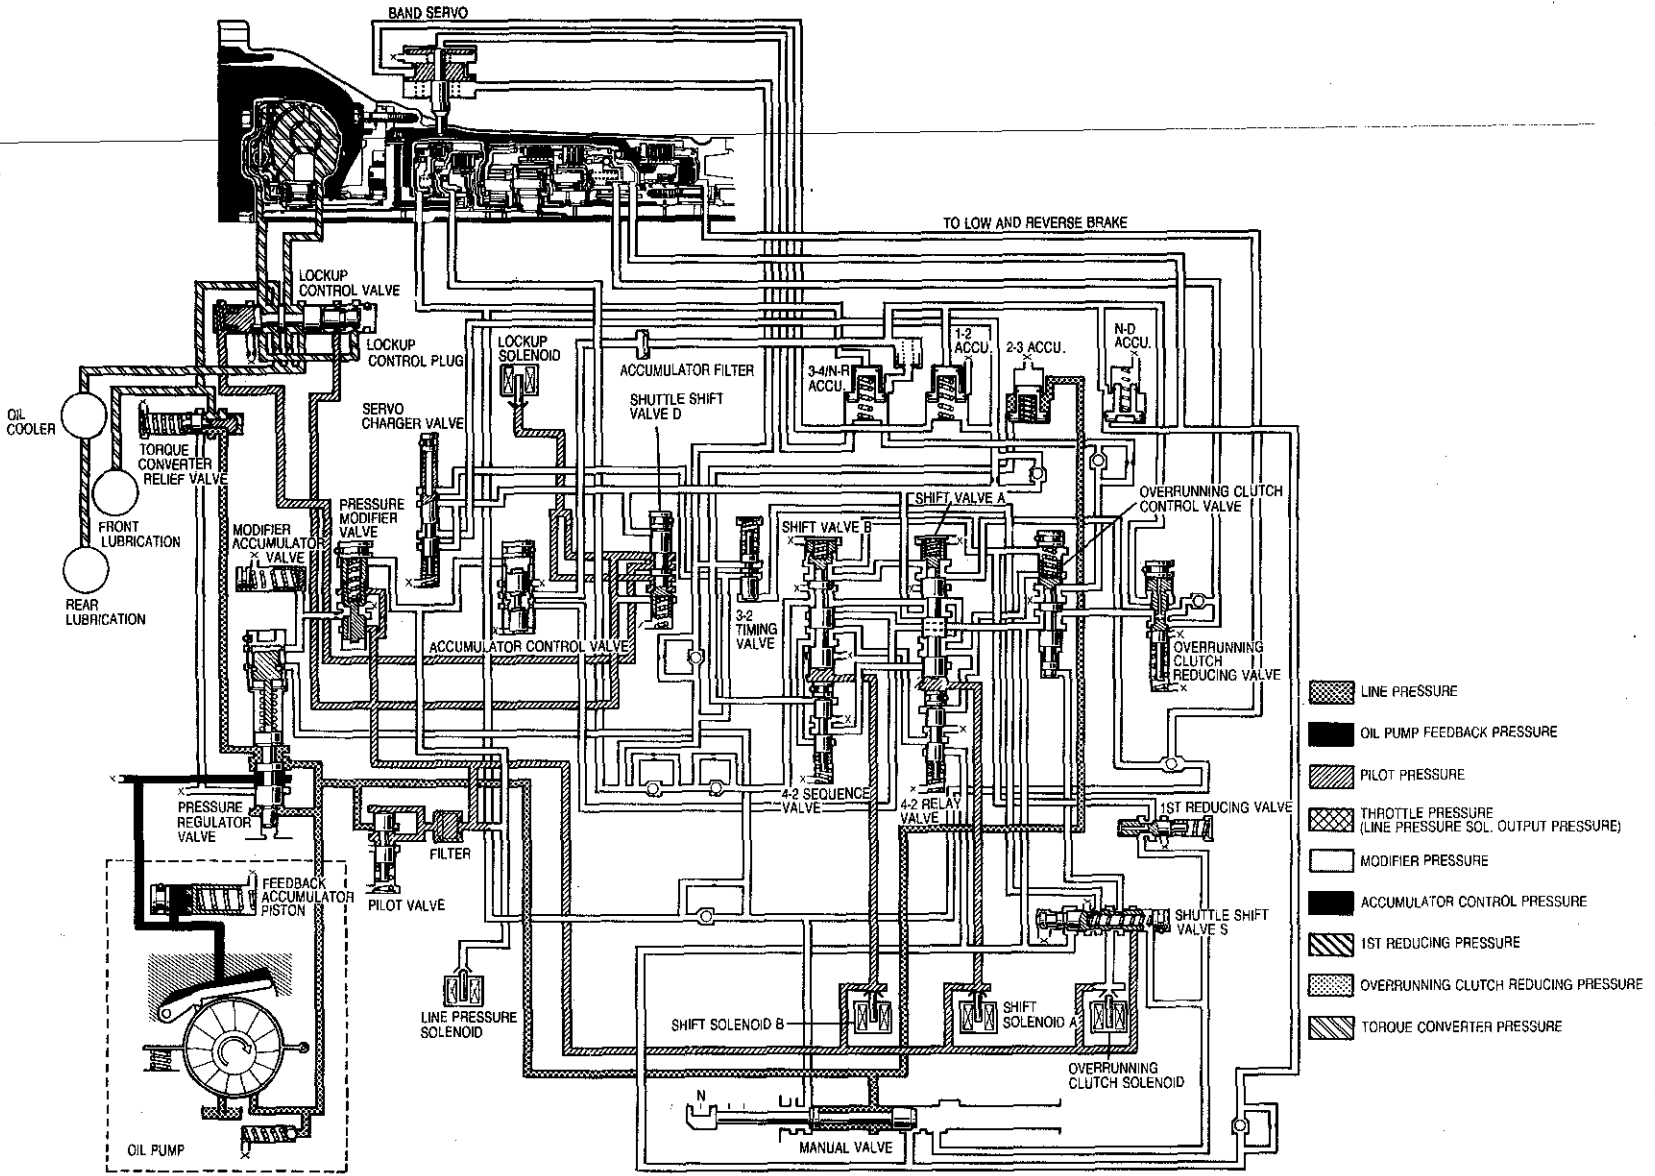 BAND SERVO
TO LOW AND REVERSE BRAKE
LOCKUP
CONTROL VALVE
LOCKUP
CONTROL PLUG
LOCKUP
SOLENOID
ACCUMULATOR FILTER
SHUTTLE SHIFT
VALVE D
3-4/N-R
ACCU.
1-2
ACCU.
2-3 ACCU.
N-D
ACCU.
OIL
COOLER
SERVO
CHARGER VALVE
TORQUE
CONVERTER
RELIEF VALVE
FRONT
LUBRICATION
REAR
LUBRICATION
MODIFIER
ACCUMULATOR
VALVE
PRESSURE
MODIFIER
VALVE
SHIFT VALVE B
SHIFT VALVE A
OVERRUNNING CLUTCH
CONTROL VALVE
ACCUMULATOR CONTROL VALVE
3-2
TIMING
VALVE
OVERRUNNING
CLUTCH
REDUCING VALVE
PRESSURE
REGULATOR
VALVE
4-2 SEQUENCE
VALVE
4-2 RELAY
VALVE
1ST REDUCING VALVE
FILTER
PILOT VALVE
FEEDBACK
ACCUMULATOR
PISTON
SHUTTLE SHIFT
VALVE S
LINE PRESSURE
SOLENOID
SHIFT SOLENOID B
SHIFT
SOLENOID A
OVERRUNNING
CLUTCH SOLENOID
N
MANUAL VALVE
OIL PUMP
LINE PRESSURE
OIL PUMP FEEDBACK PRESSURE
PILOT PRESSURE
THROTTLE PRESSURE
(LINE PRESSURE SOL. OUTPUT PRESSURE)
MODIFIER PRESSURE
ACCUMULATOR CONTROL PRESSURE
1ST REDUCING PRESSURE
OVERRUNNING CLUTCH REDUCING PRESSURE
TORQUE CONVERTER PRESSURE